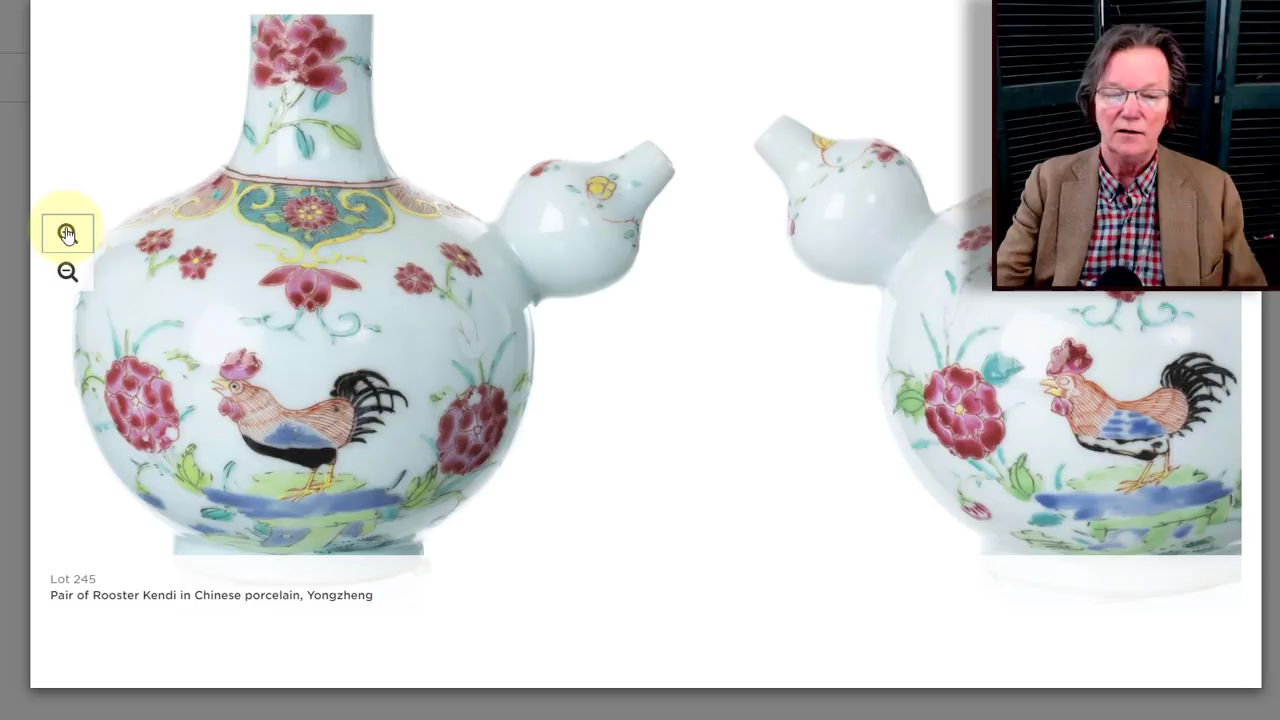 Lot 245
Pair of Rooster Kendi in Chinese porcelain, Yongzheng